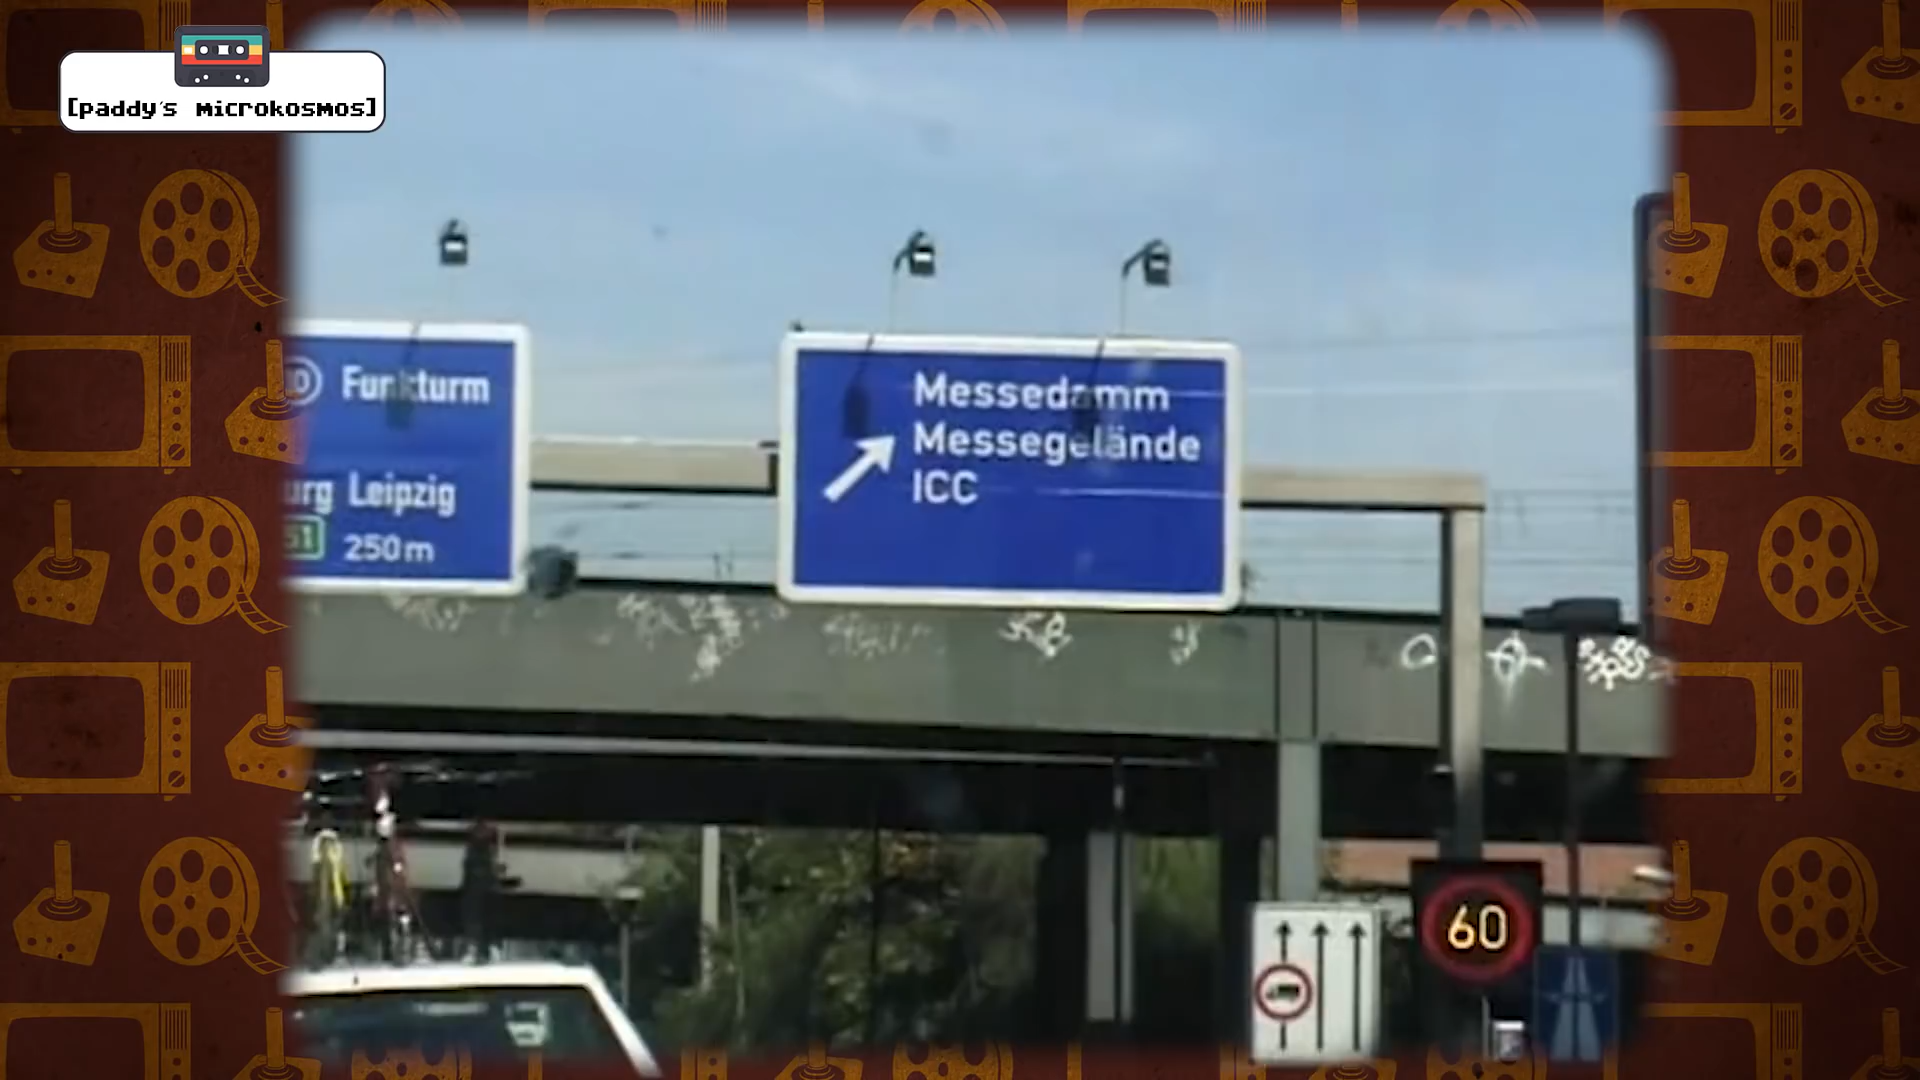 [paddy's microkosmos]
Funkturm
Leipzig
250m
Messedamm
Messegelände
ICC
60